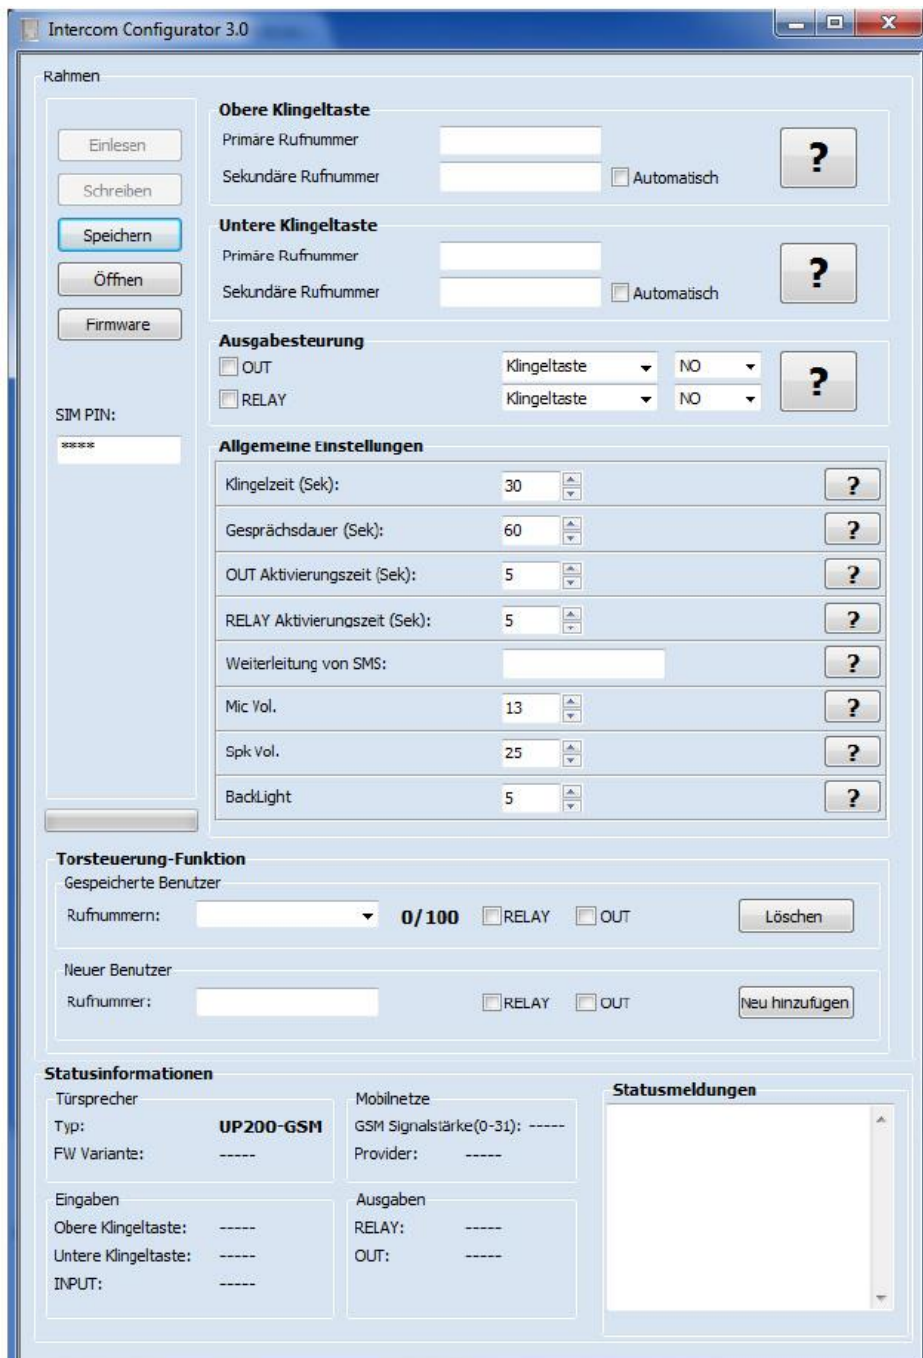 Intercom Configurator 3.0
Rahmen
Einlesen
Schreiben
Speichern
Öffnen
Firmware
SIM PIN:
****
Obere Klingeltaste
Primäre Rufnummer
Sekundäre Rufnummer Automatisch
?
Untere Klingeltaste
Primäre Rufnummer
Sekundäre Rufnummer Automatisch
?
Ausgabesteurung
OUT Klingeltaste NO
RELAY Klingeltaste NO
?
Allgemeine Einstellungen
Klingelzeit (Sek): 30 ?
Gesprächsdauer (Sek): 60 ?
OUT Aktivierungszeit (Sek): 5 ?
RELAY Aktivierungszeit (Sek): 5 ?
Weiterleitung von SMS: ?
Mic Vol. 13 ?
Spk Vol. 25 ?
BackLight 5 ?
Torsteuerung-Funktion
Gespeicherte Benutzer
Rufnummern: 0/100 RELAY OUT Löschen
Neuer Benutzer
Rufnummer: RELAY OUT Neu hinzufügen
Statusinformationen
Türsprecher
Typ: UP200-GSM
FW Variante: -----
Mobilnetze
GSM Signalstärke(0-31): -----
Provider: -----
Eingaben
Obere Klingeltaste: -----
Untere Klingeltaste: -----
INPUT: -----
Ausgaben
RELAY: -----
OUT: -----
Statusmeldungen